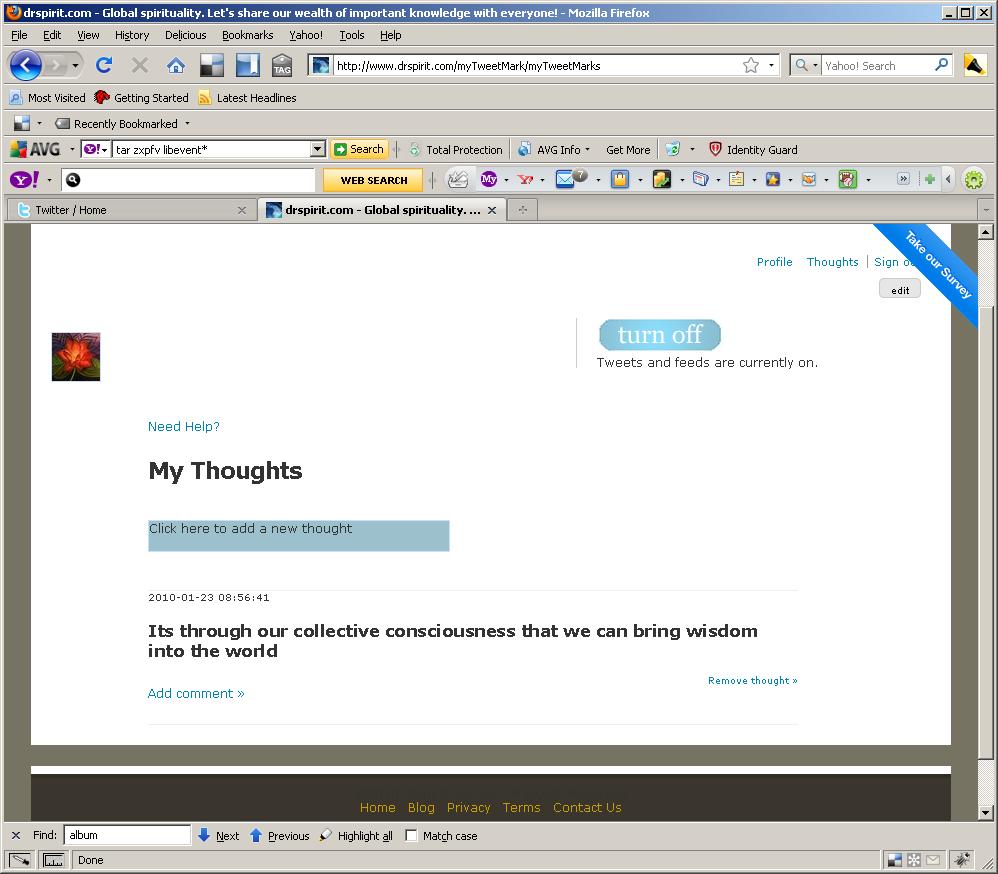 drspirit.com - Global spirituality. Let's share our wealth of important knowledge with everyone! - Mozilla Firefox
File Edit View History Delicious Bookmarks Yahoo! Tools Help
TAG http://www.drspirit.com/myTweetMark/myTweetMarks Yahoo! Search
Most Visited Getting Started Latest Headlines
Recently Bookmarked
AVG Y! tar zxpfv libevent* Search Total Protection AVG Info Get More Identity Guard
Y! WEB SEARCH My 7 »
Twitter / Home drspirit.com - Global spirituality. ...
Take our Survey
Profile Thoughts Sign o
edit
turn off
Tweets and feeds are currently on.
Need Help?
My Thoughts
Click here to add a new thought
2010-01-23 08:56:41
Its through our collective consciousness that we can bring wisdom
into the world
Remove thought »
Add comment »
Home Blog Privacy Terms Contact Us
Find: album Next Previous Highlight all Match case
Done